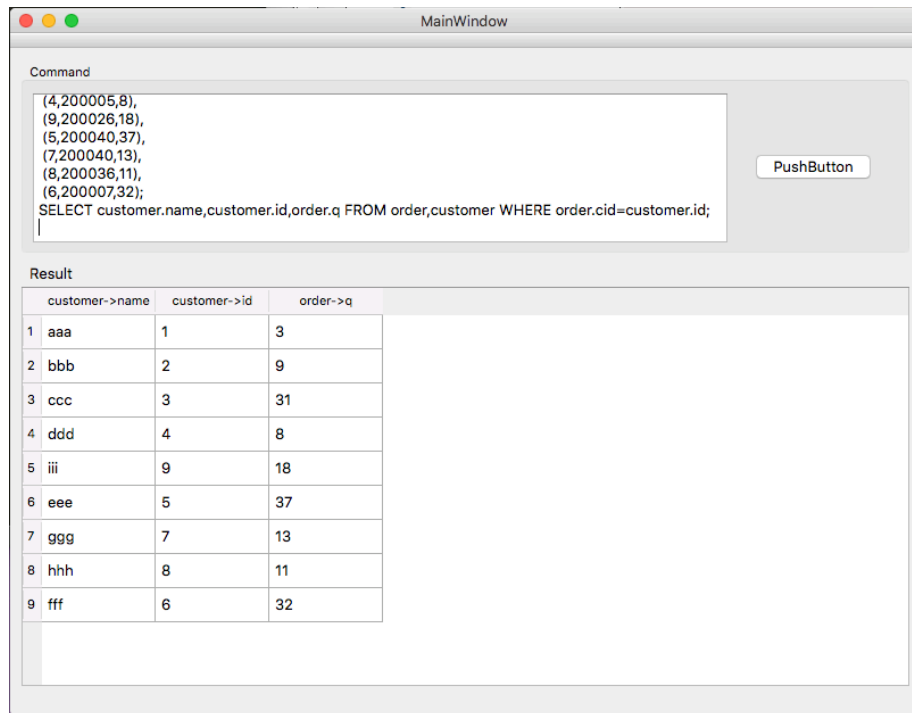 MainWindow
Command
(4,200005,8),
(9,200026,18),
(5,200040,37),
(7,200040,13),
(8,200036,11),
(6,200007,32);
SELECT customer.name,customer.id,order.q FROM order,customer WHERE order.cid=customer.id;
PushButton
Result
customer->name customer->id order->q
1 aaa 1 3
2 bbb 2 9
3 ccc 3 31
4 ddd 4 8
5 iii 9 18
6 eee 5 37
7 ggg 7 13
8 hhh 8 11
9 fff 6 32